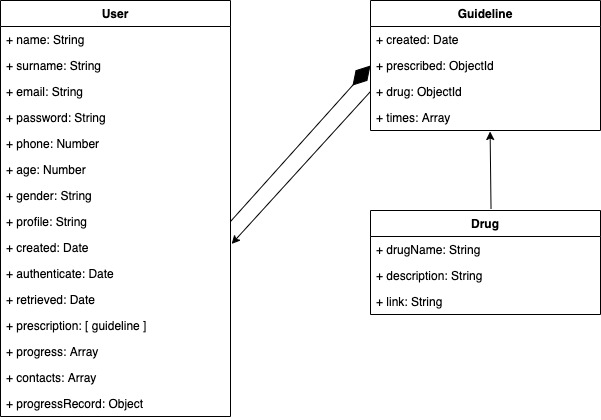 User
+ name: String
+ surname: String
+ email: String
+ password: String
+ phone: Number
+ age: Number
+ gender: String
+ profile: String
+ created: Date
+ authenticate: Date
+ retrieved: Date
+ prescription: [ guideline ]
+ progress: Array
+ contacts: Array
+ progressRecord: Object
Guideline
+ created: Date
+ prescribed: ObjectId
+ drug: ObjectId
+ times: Array
Drug
+ drugName: String
+ description: String
+ link: String